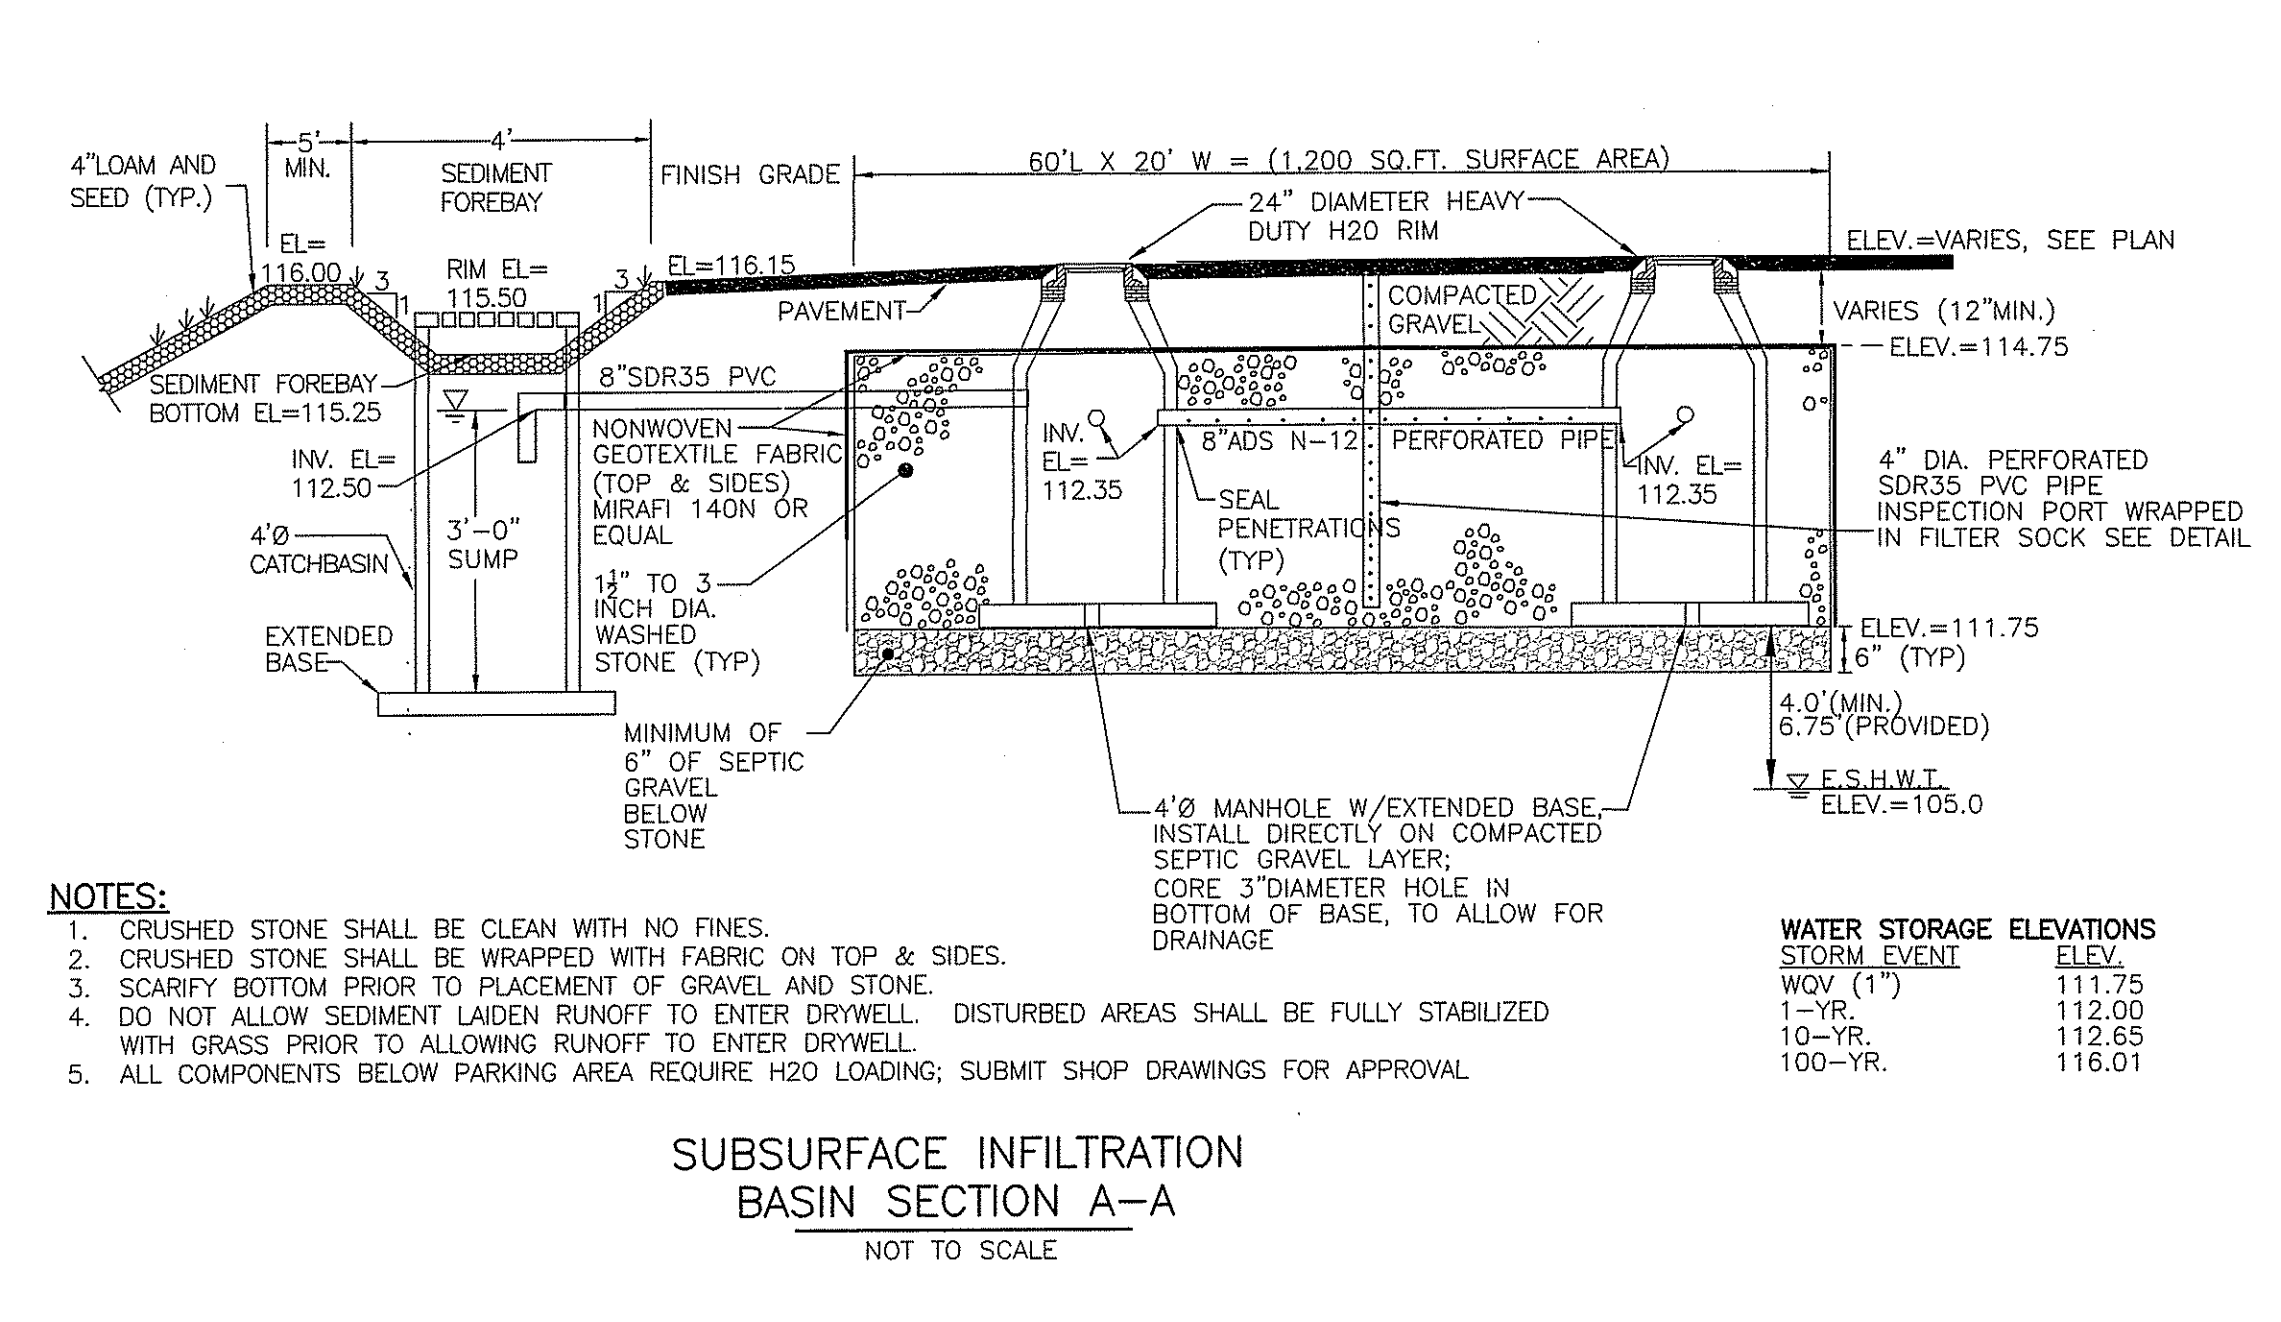 5'
MIN.
4'
SEDIMENT
FOREBAY
4"LOAM AND
SEED (TYP.)
FINISH GRADE
60'L X 20' W = (1,200 SQ.FT. SURFACE AREA)
24" DIAMETER HEAVY
DUTY H20 RIM
ELEV.=VARIES, SEE PLAN
EL=
116.00
3
1
RIM EL=
115.50
3
1
EL=116.15
PAVEMENT
COMPACTED
GRAVEL
VARIES (12"MIN.)
ELEV.=114.75
SEDIMENT FOREBAY
BOTTOM EL=115.25
8"SDR35 PVC
INV. EL=
112.50
NONWOVEN
GEOTEXTILE FABRIC
(TOP & SIDES)
MIRAFI 140N OR
EQUAL
INV.
EL=
112.35
8"ADS N-12 PERFORATED PIPE
INV. EL=
112.35
4" DIA. PERFORATED
SDR35 PVC PIPE
INSPECTION PORT WRAPPED
IN FILTER SOCK SEE DETAIL
SEAL
PENETRATIONS
(TYP)
3'-0"
SUMP
4'Ø
CATCHBASIN
1½" TO 3
INCH DIA.
WASHED
STONE (TYP)
EXTENDED
BASE
ELEV.=111.75
6" (TYP)
4.0'(MIN.)
6.75'(PROVIDED)
E.S.H.W.T.
ELEV.=105.0
MINIMUM OF
6" OF SEPTIC
GRAVEL
BELOW
STONE
4'Ø MANHOLE W/EXTENDED BASE,
INSTALL DIRECTLY ON COMPACTED
SEPTIC GRAVEL LAYER;
CORE 3"DIAMETER HOLE IN
BOTTOM OF BASE, TO ALLOW FOR
DRAINAGE
NOTES:
1. CRUSHED STONE SHALL BE CLEAN WITH NO FINES.
2. CRUSHED STONE SHALL BE WRAPPED WITH FABRIC ON TOP & SIDES.
3. SCARIFY BOTTOM PRIOR TO PLACEMENT OF GRAVEL AND STONE.
4. DO NOT ALLOW SEDIMENT LAIDEN RUNOFF TO ENTER DRYWELL. DISTURBED AREAS SHALL BE FULLY STABILIZED
WITH GRASS PRIOR TO ALLOWING RUNOFF TO ENTER DRYWELL.
5. ALL COMPONENTS BELOW PARKING AREA REQUIRE H20 LOADING; SUBMIT SHOP DRAWINGS FOR APPROVAL
WATER STORAGE ELEVATIONS
STORM EVENT ELEV.
WQV (1") 111.75
1-YR. 112.00
10-YR. 112.65
100-YR. 116.01
SUBSURFACE INFILTRATION
BASIN SECTION A-A
NOT TO SCALE